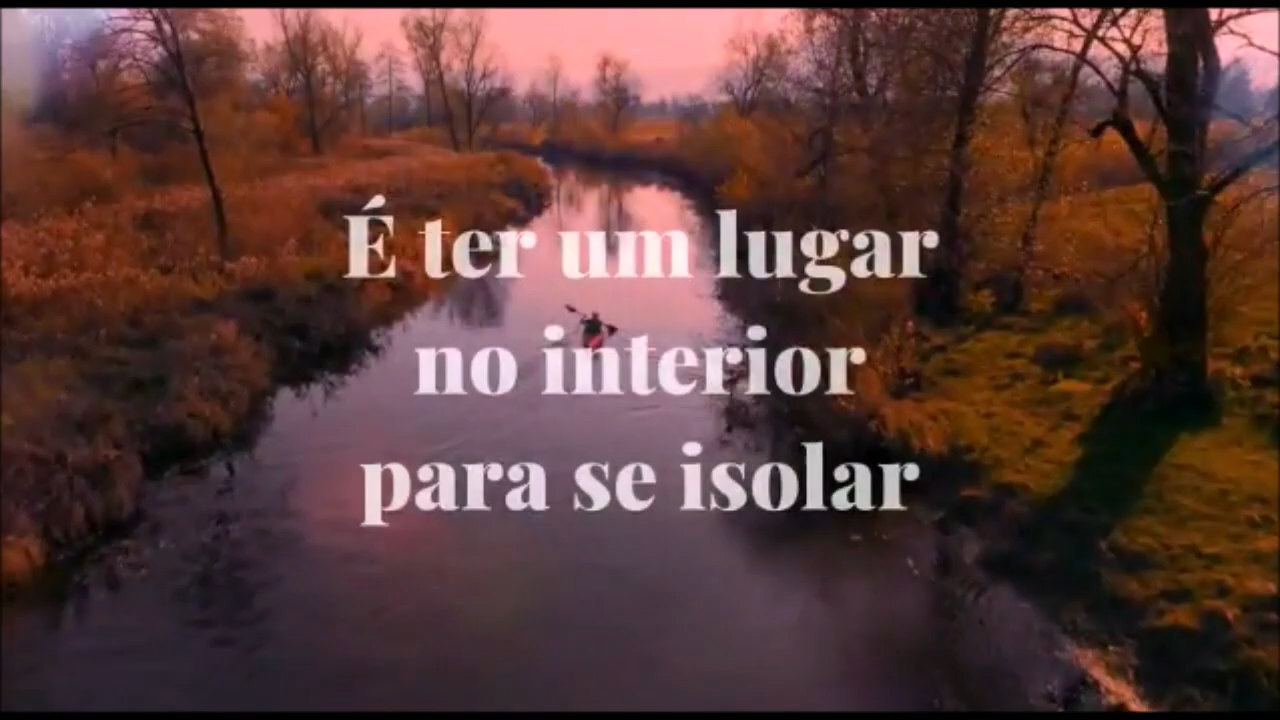 É ter um lugar
no interior
para se isolar